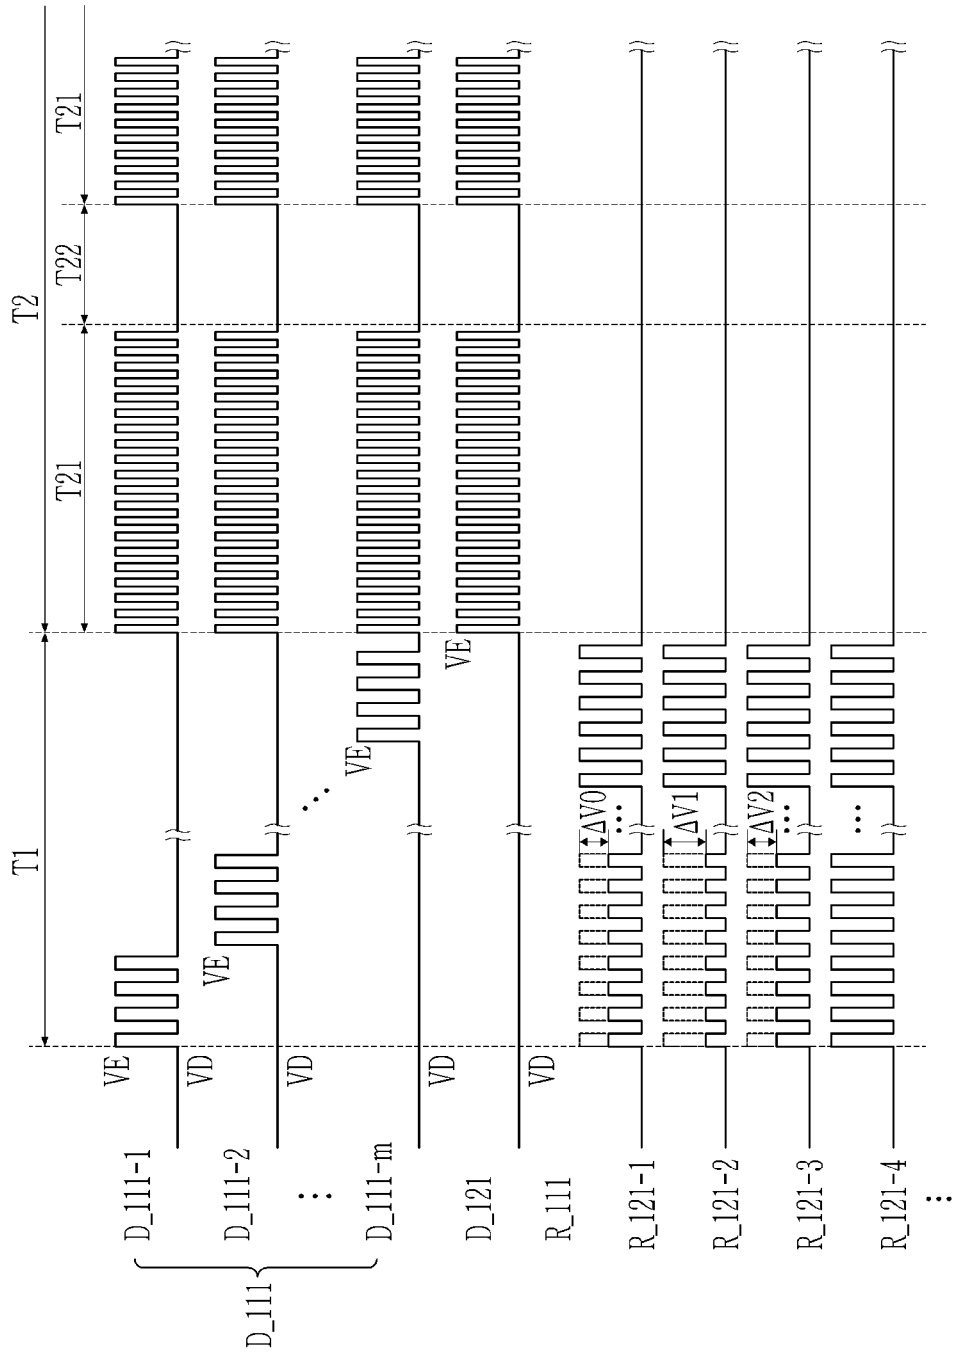 T1
T2
T21
T22
T21
D_111
D_111-1
VE
VD
D_111-2
VE
VD
⋮
⋱
D_111-m
VE
VD
D_121
VE
VD
R_111
R_121-1
ΔV0
...
R_121-2
ΔV1
R_121-3
ΔV2
...
R_121-4
...
⋮